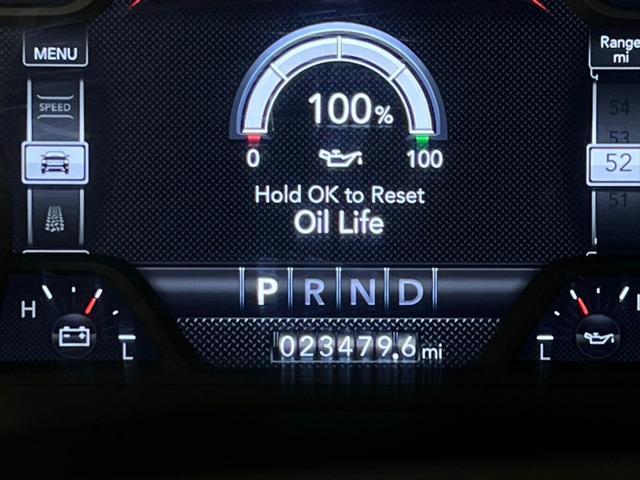 MENU
SPEED
Range
mi
54
53
52
51
100%
0
100
Hold OK to Reset
Oil Life
P R N D
H
L
L
023479.6 mi